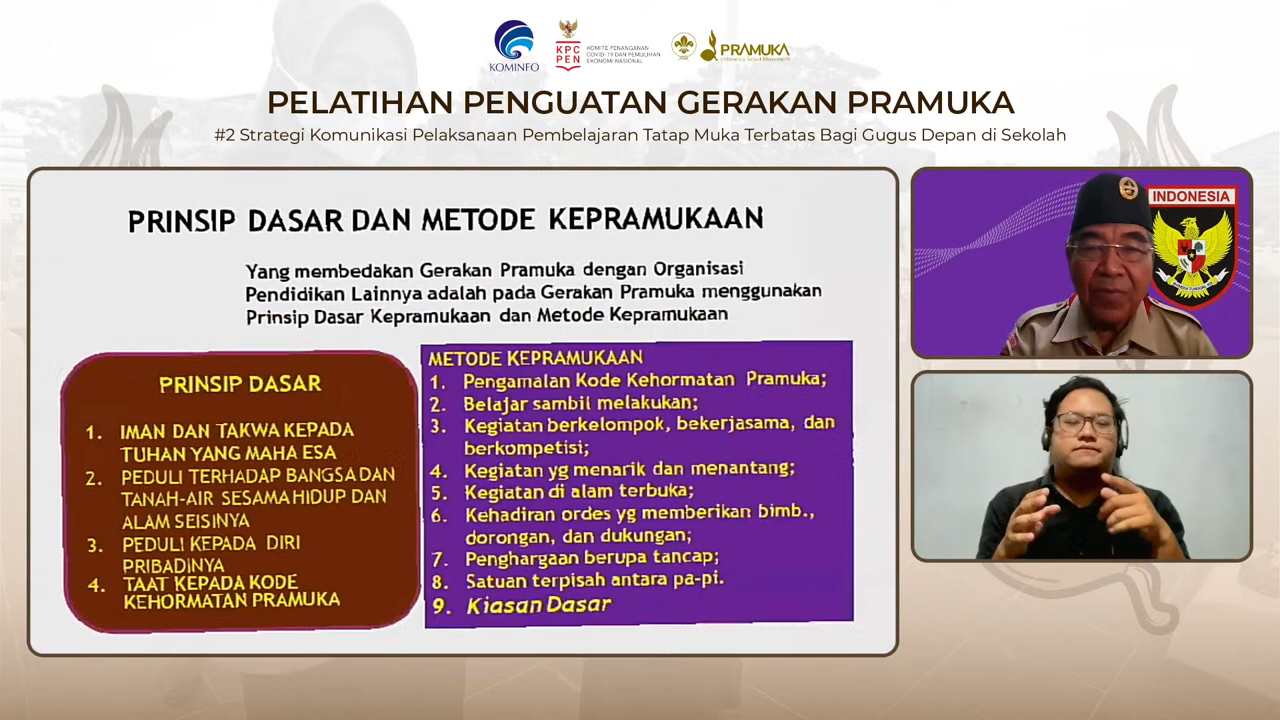 KOMINFO
KPC
PEN
KOMITE PENANGANAN
COVID-19 DAN PEMULIHAN
EKONOMI NASIONAL
PRAMUKA
Indonesia Scout Movement
PELATIHAN PENGUATAN GERAKAN PRAMUKA
#2 Strategi Komunikasi Pelaksanaan Pembelajaran Tatap Muka Terbatas Bagi Gugus Depan di Sekolah
PRINSIP DASAR DAN METODE KEPRAMUKAAN
Yang membedakan Gerakan Pramuka dengan Organisasi
Pendidikan Lainnya adalah pada Gerakan Pramuka menggunakan
Prinsip Dasar Kepramukaan dan Metode Kepramukaan
PRINSIP DASAR
1. IMAN DAN TAKWA KEPADA
TUHAN YANG MAHA ESA
2. PEDULI TERHADAP BANGSA DAN
TANAH-AIR SESAMA HIDUP DAN
ALAM SEISINYA
3. PEDULI KEPADA DIRI
PRIBADINYA
4. TAAT KEPADA KODE
KEHORMATAN PRAMUKA
METODE KEPRAMUKAAN
1. Pengamalan Kode Kehormatan Pramuka;
2. Belajar sambil melakukan;
3. Kegiatan berkelompok, bekerjasama, dan
berkompetisi;
4. Kegiatan yg menarik dan menantang;
5. Kegiatan di alam terbuka;
6. Kehadiran ordes yg memberikan bimb.,
dorongan, dan dukungan;
7. Penghargaan berupa tancap;
8. Satuan terpisah antara pa-pi.
9. Kiasan Dasar
INDONESIA